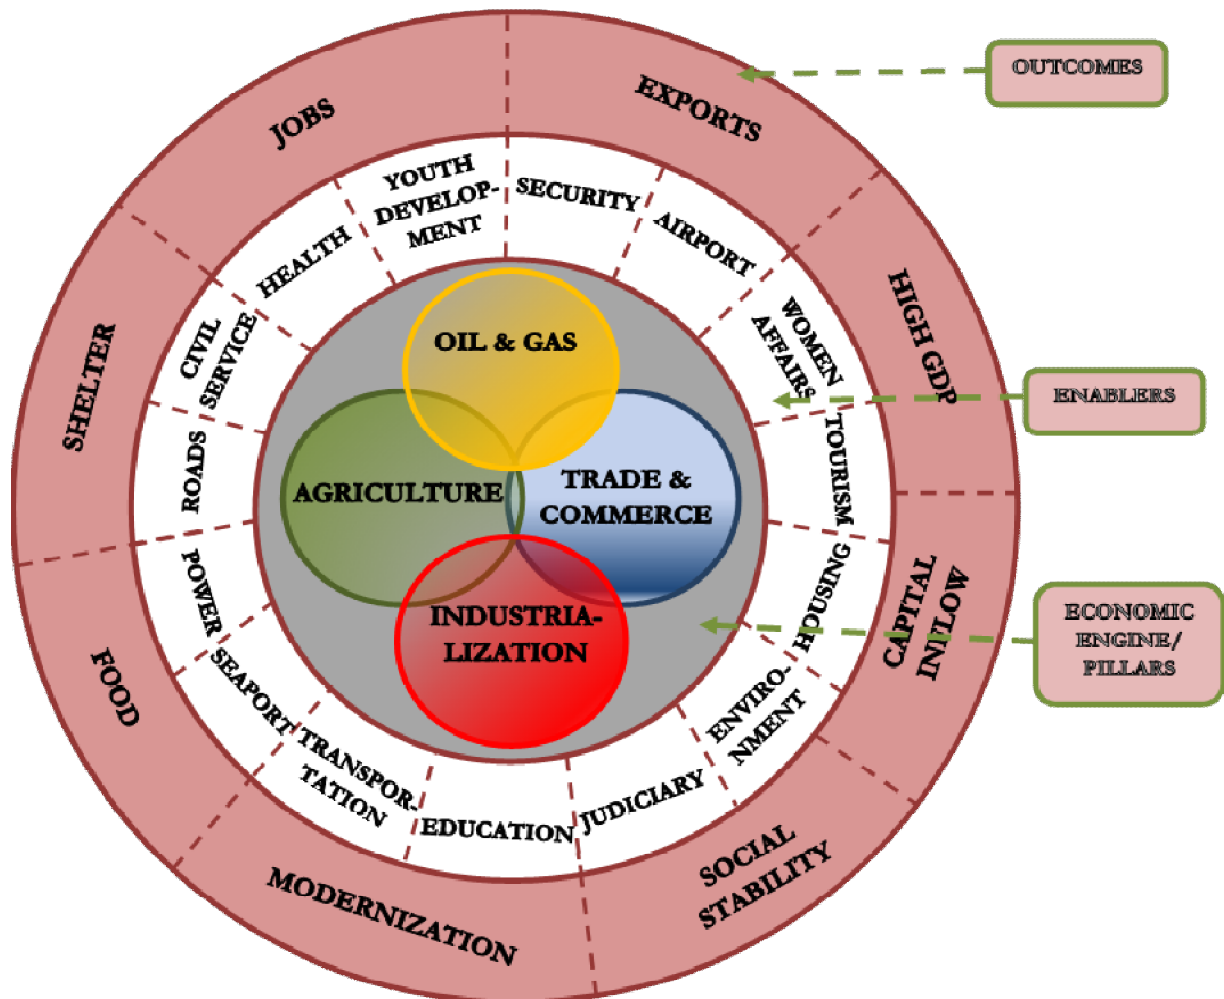 OUTCOMES
EXPORTS
JOBS
YOUTH
DEVELOP-
MENT
SECURITY
AIRPORT
HEALTH
HIGH GDP
WOMEN
AFFAIRS
CIVIL
SERVICE
SHELTER
OIL & GAS
ENABLERS
ROADS
AGRICULTURE
TRADE &
COMMERCE
TOURISM
POWER
HOUSING
CAPITAL
INFLOW
INDUSTRIA-
LIZATION
ECONOMIC
ENGINE/
PILLARS
FOOD
SEAPORT
ENVIRO-
NMENT
TRANSPOR-
TATION
EDUCATION
JUDICIARY
SOCIAL
STABILITY
MODERNIZATION